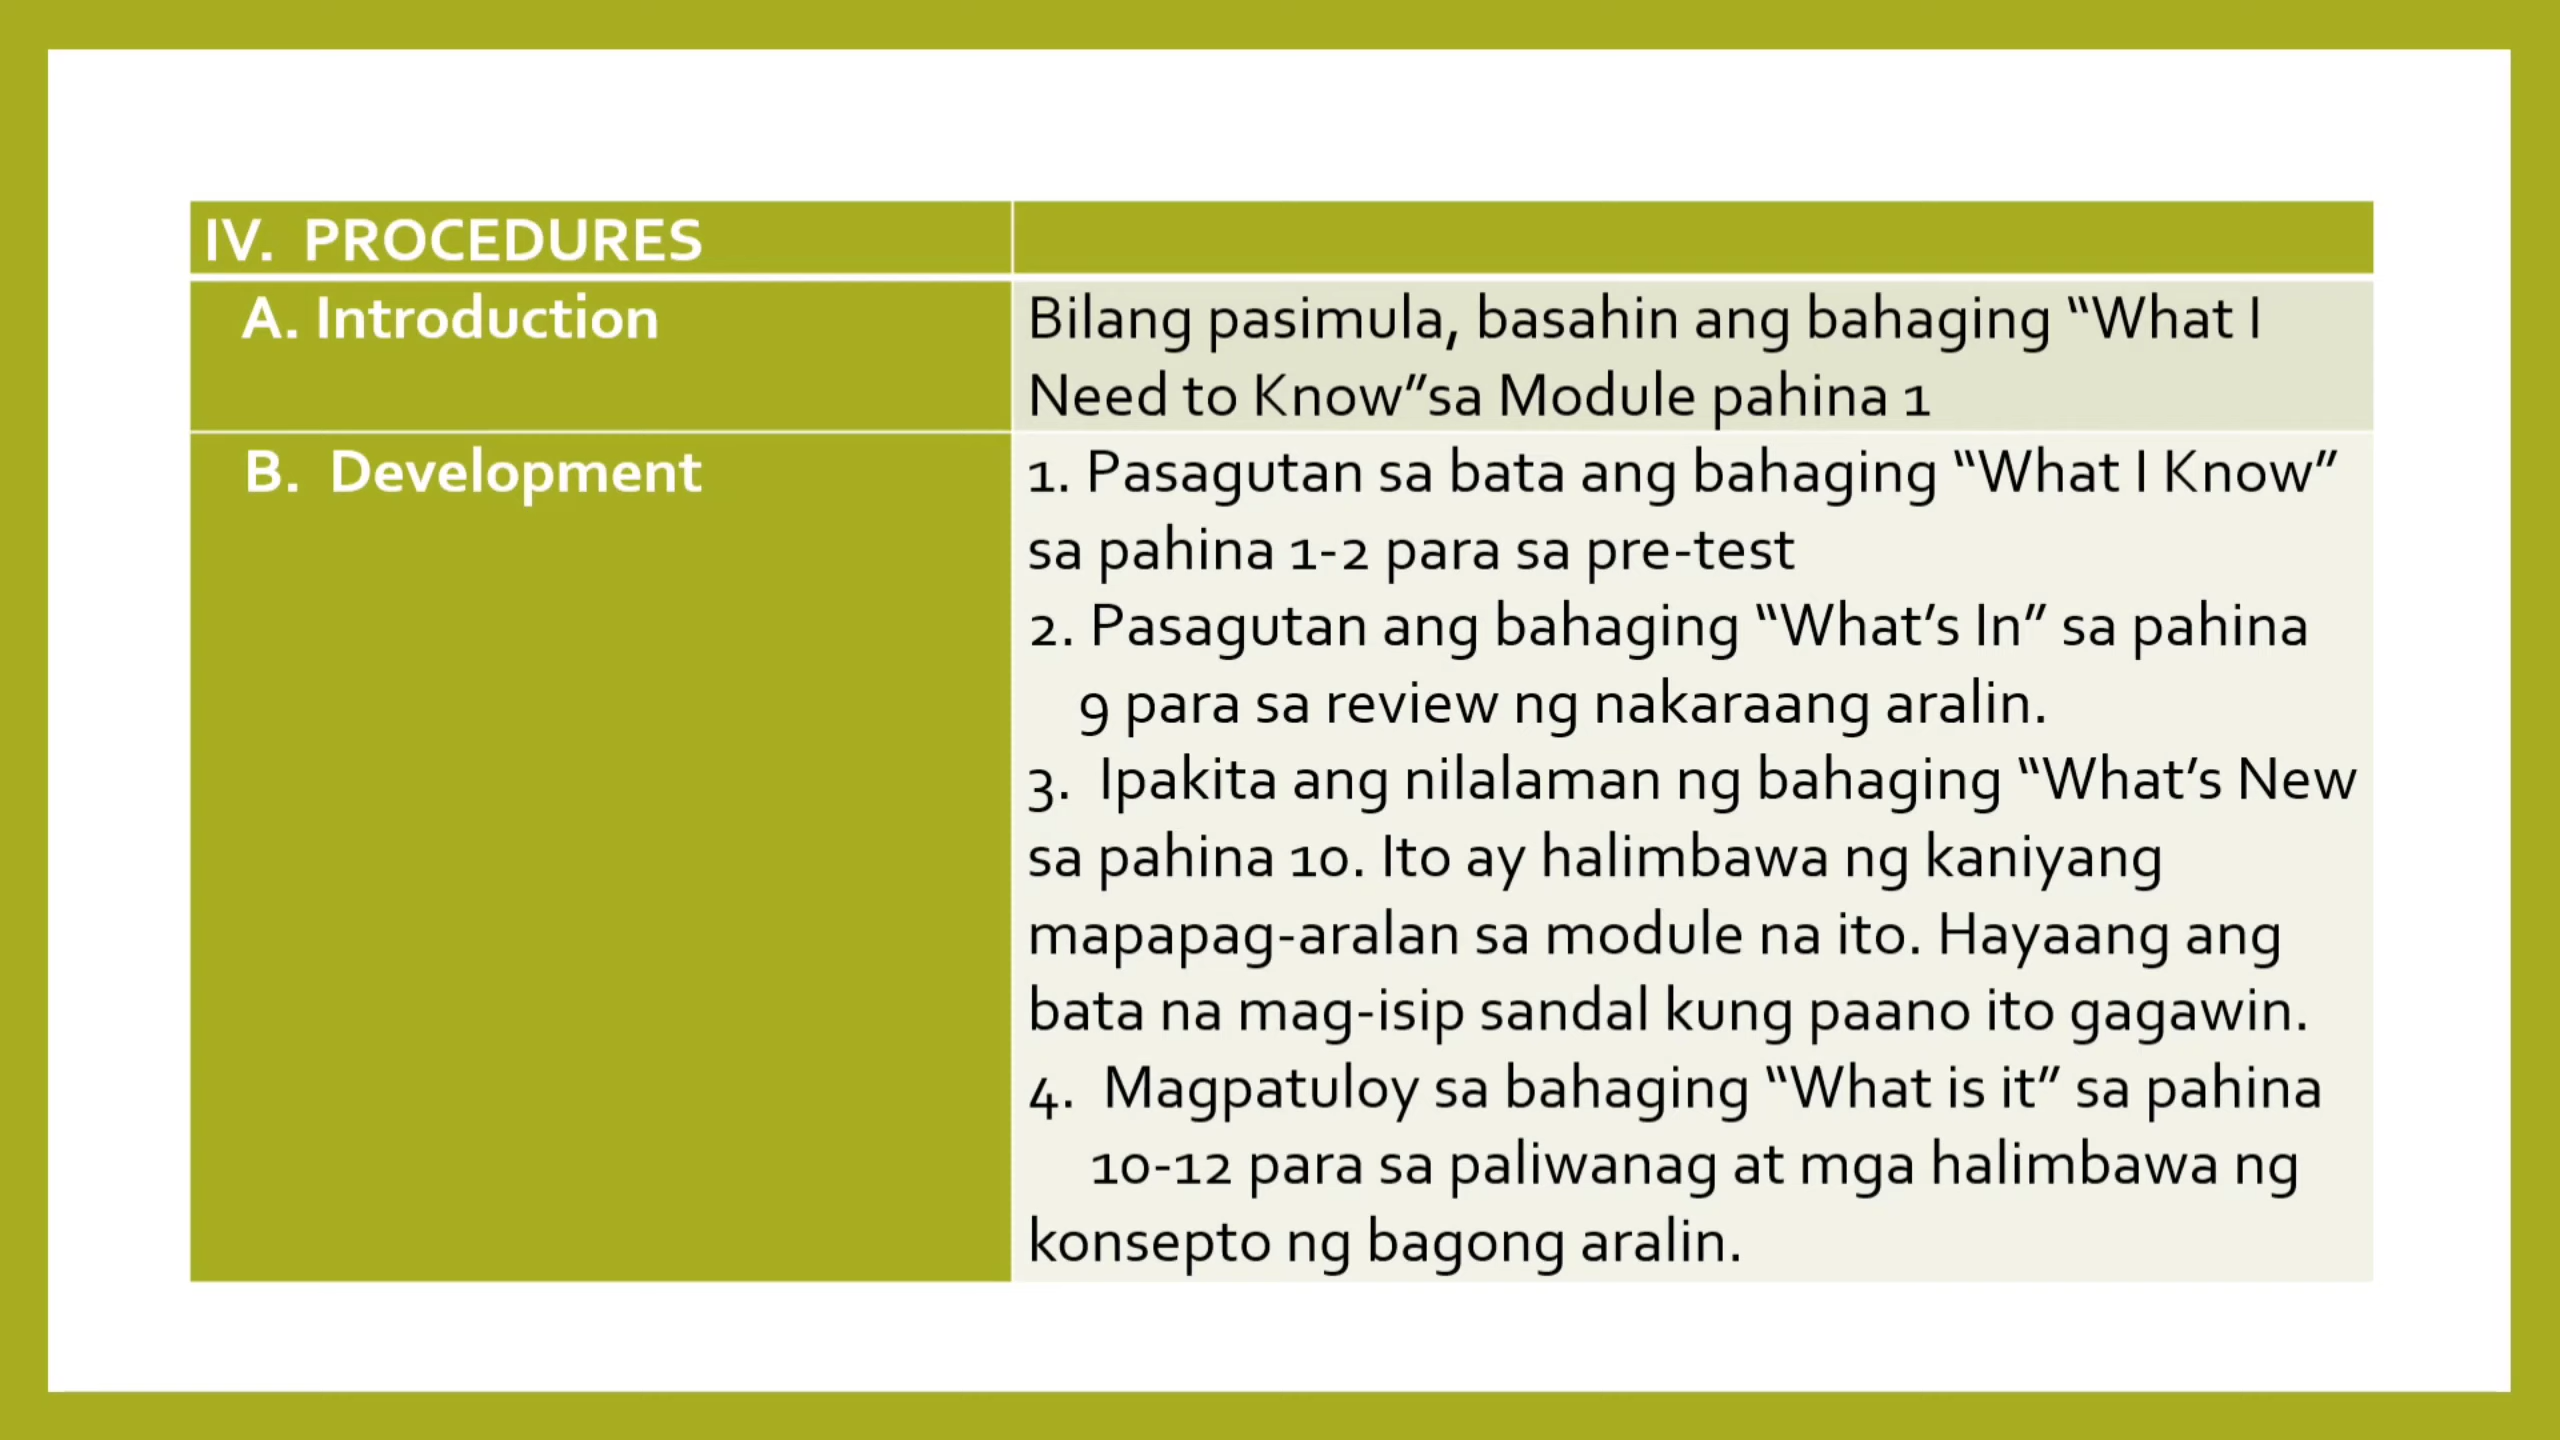 IV.  PROCEDURES
A. Introduction
Bilang pasimula, basahin ang bahaging “What I
Need to Know”sa Module pahina 1
B.  Development
1. Pasagutan sa bata ang bahaging “What I Know”
sa pahina 1-2 para sa pre-test
2. Pasagutan ang bahaging “What’s In” sa pahina
9 para sa review ng nakaraang aralin.
3.  Ipakita ang nilalaman ng bahaging “What’s New
sa pahina 10. Ito ay halimbawa ng kaniyang
mapapag-aralan sa module na ito. Hayaang ang
bata na mag-isip sandal kung paano ito gagawin.
4.  Magpatuloy sa bahaging “What is it” sa pahina
10-12 para sa paliwanag at mga halimbawa ng
konsepto ng bagong aralin.